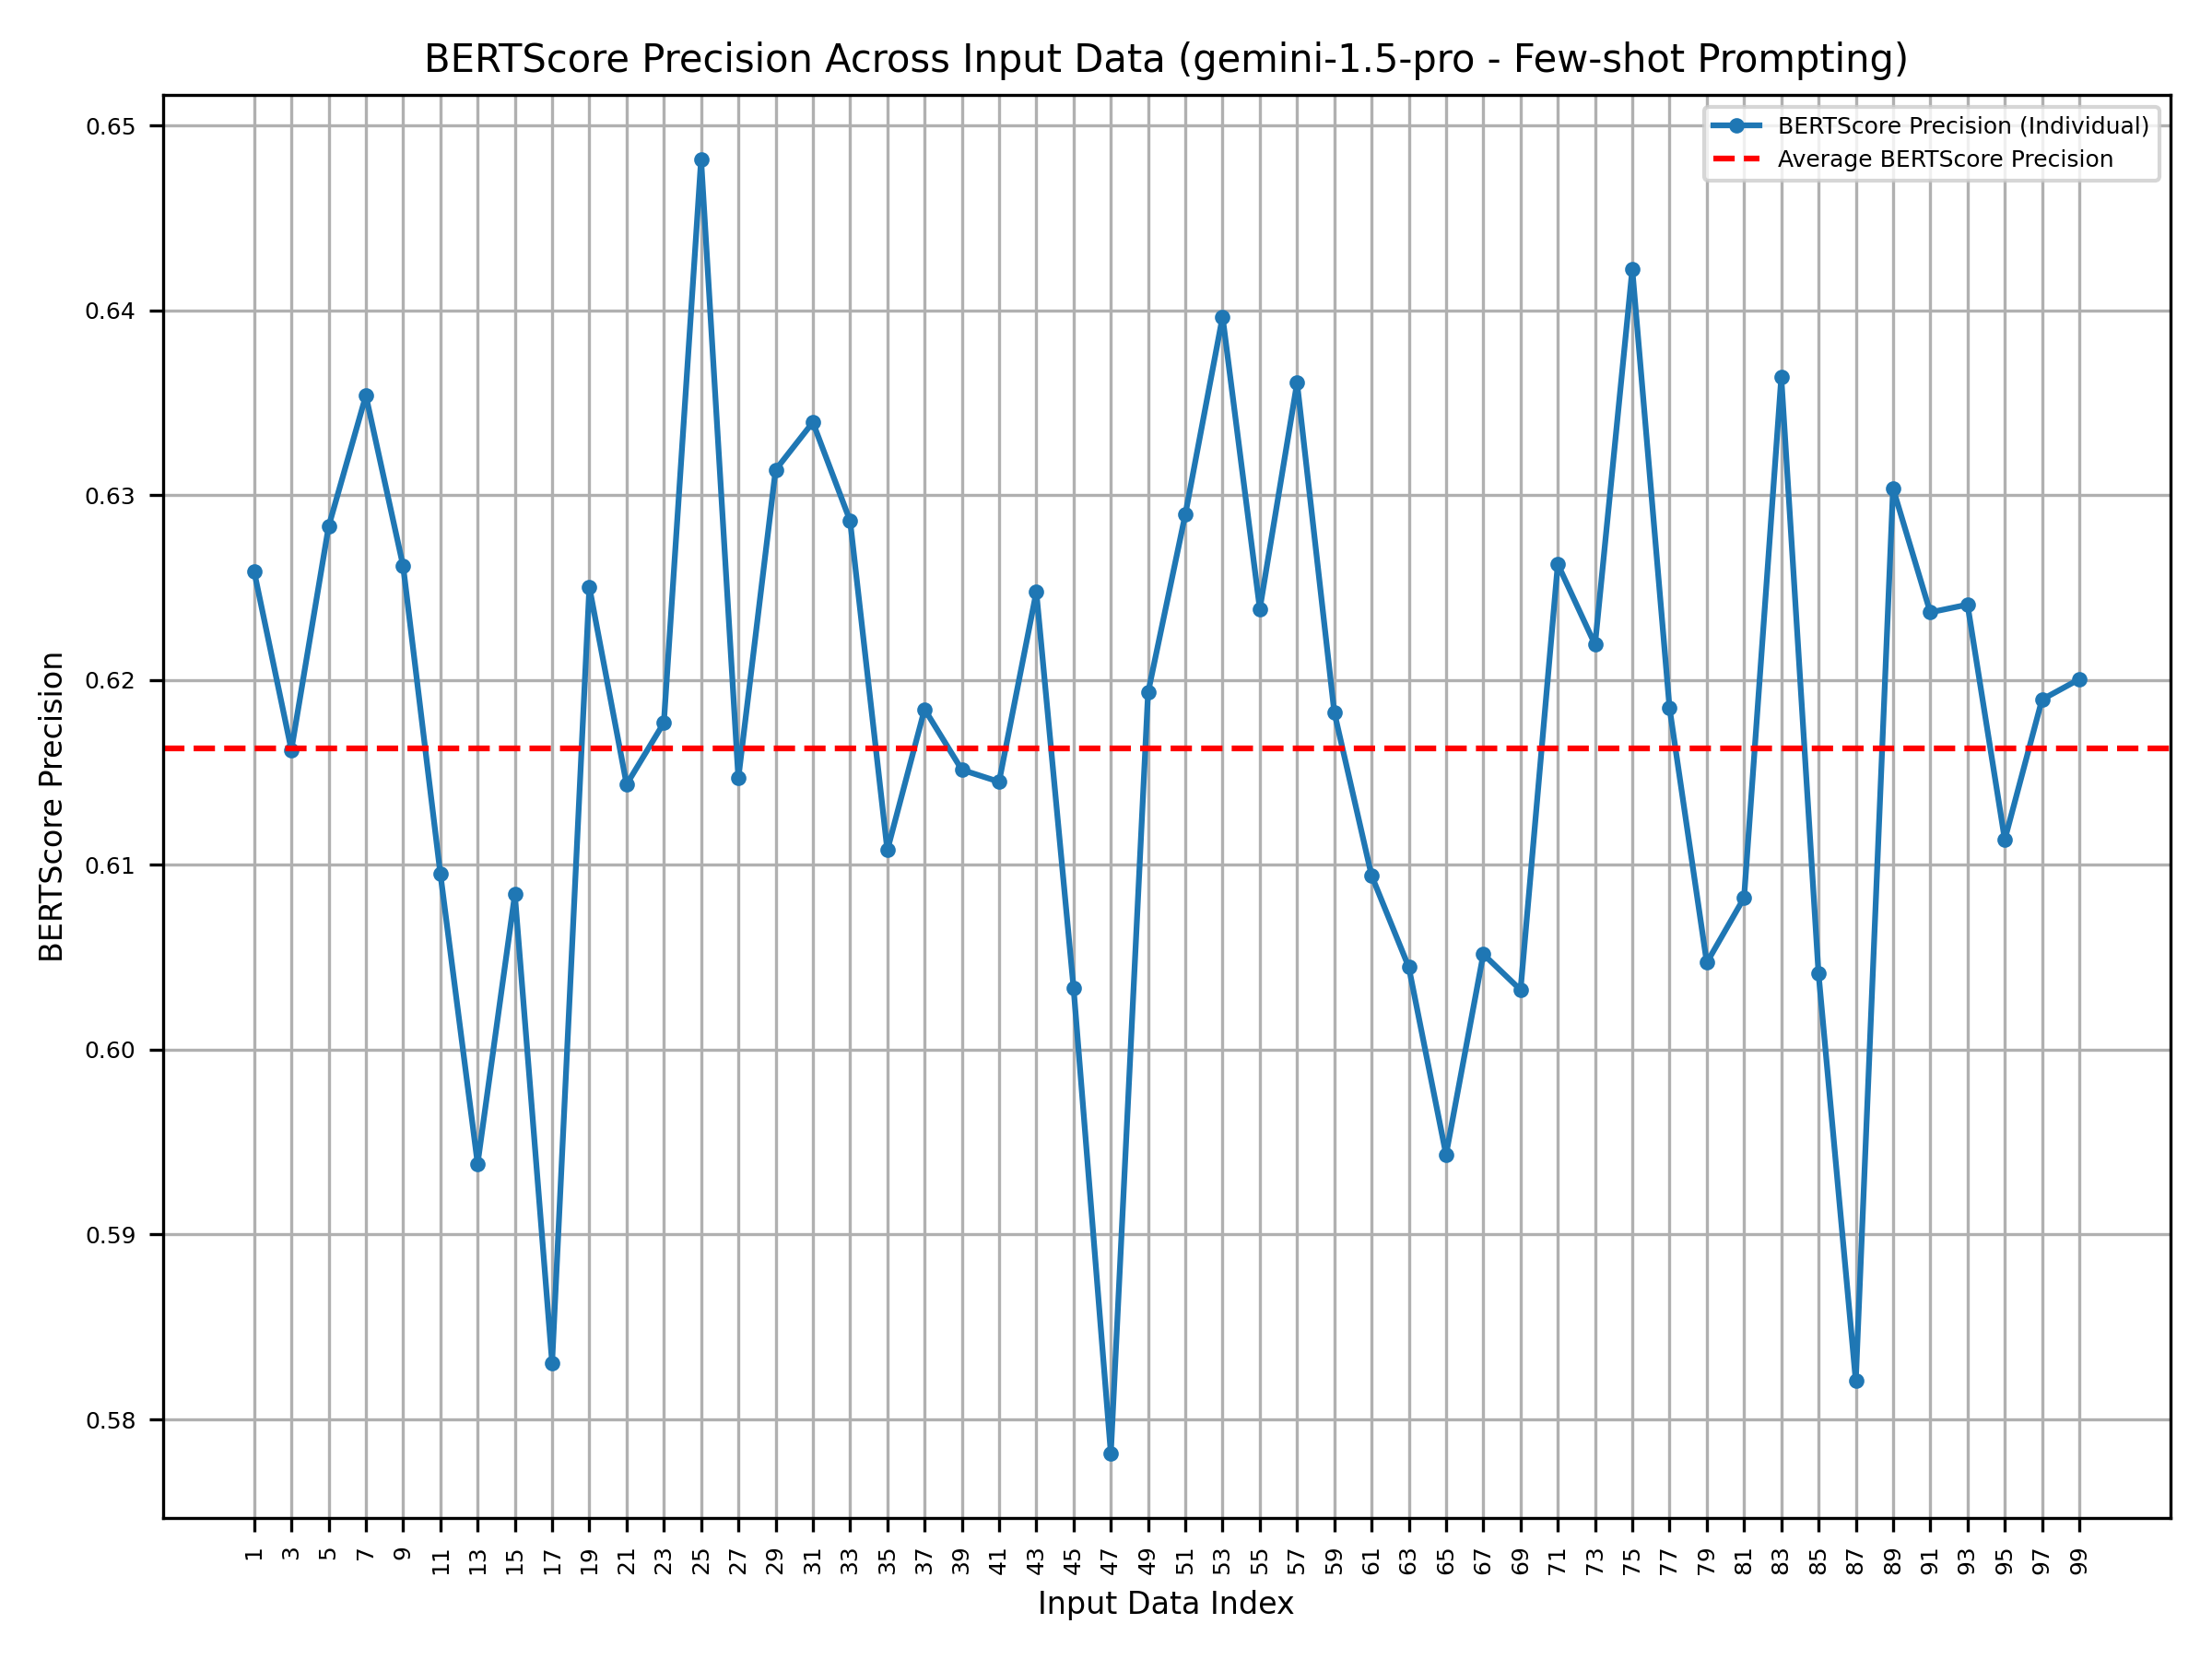 BERTScore Precision Across Input Data (gemini-1.5-pro - Few-shot Prompting)
BERTScore Precision (Individual)
Average BERTScore Precision
BERTScore Precision
0.65
0.64
0.63
0.62
0.61
0.60
0.59
0.58
1 3 5 7 9 11 13 15 17 19 21 23 25 27 29 31 33 35 37 39 41 43 45 47 49 51 53 55 57 59 61 63 65 67 69 71 73 75 77 79 81 83 85 87 89 91 93 95 97 99
Input Data Index